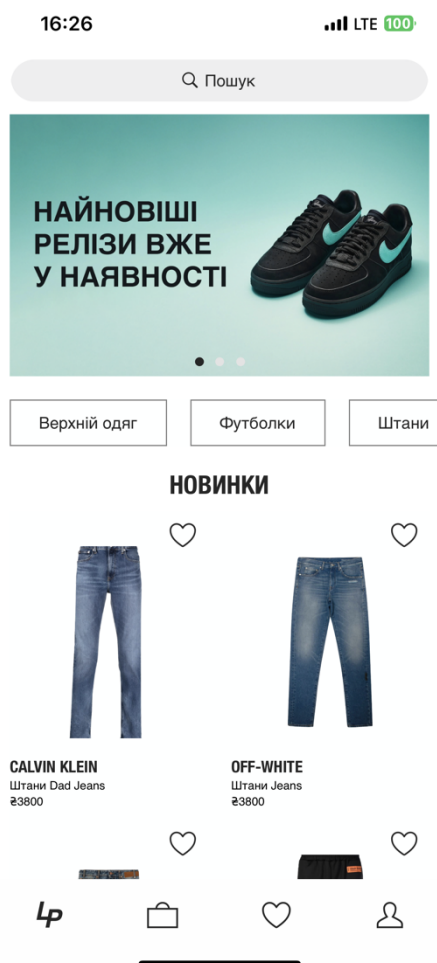 16:26
LTE 100
Пошук
НАЙНОВІШІ
РЕЛІЗИ ВЖЕ
У НАЯВНОСТІ
Верхній одяг
Футболки
Штани
НОВИНКИ
CALVIN KLEIN
Штани Dad Jeans
₴3800
OFF-WHITE
Штани Jeans
₴3800
LP